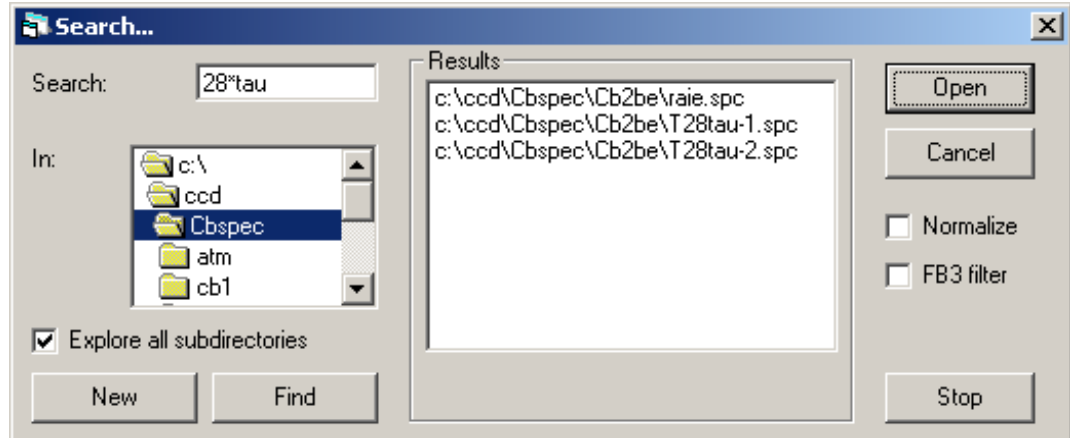 Search...
Search:
28*tau
In:
c:\
ccd
Cbspec
atm
cb1
Explore all subdirectories
New
Find
Results
c:\ccd\Cbspec\Cb2be\raie.spc
c:\ccd\Cbspec\Cb2be\T28tau-1.spc
c:\ccd\Cbspec\Cb2be\T28tau-2.spc
Open
Cancel
Normalize
FB3 filter
Stop